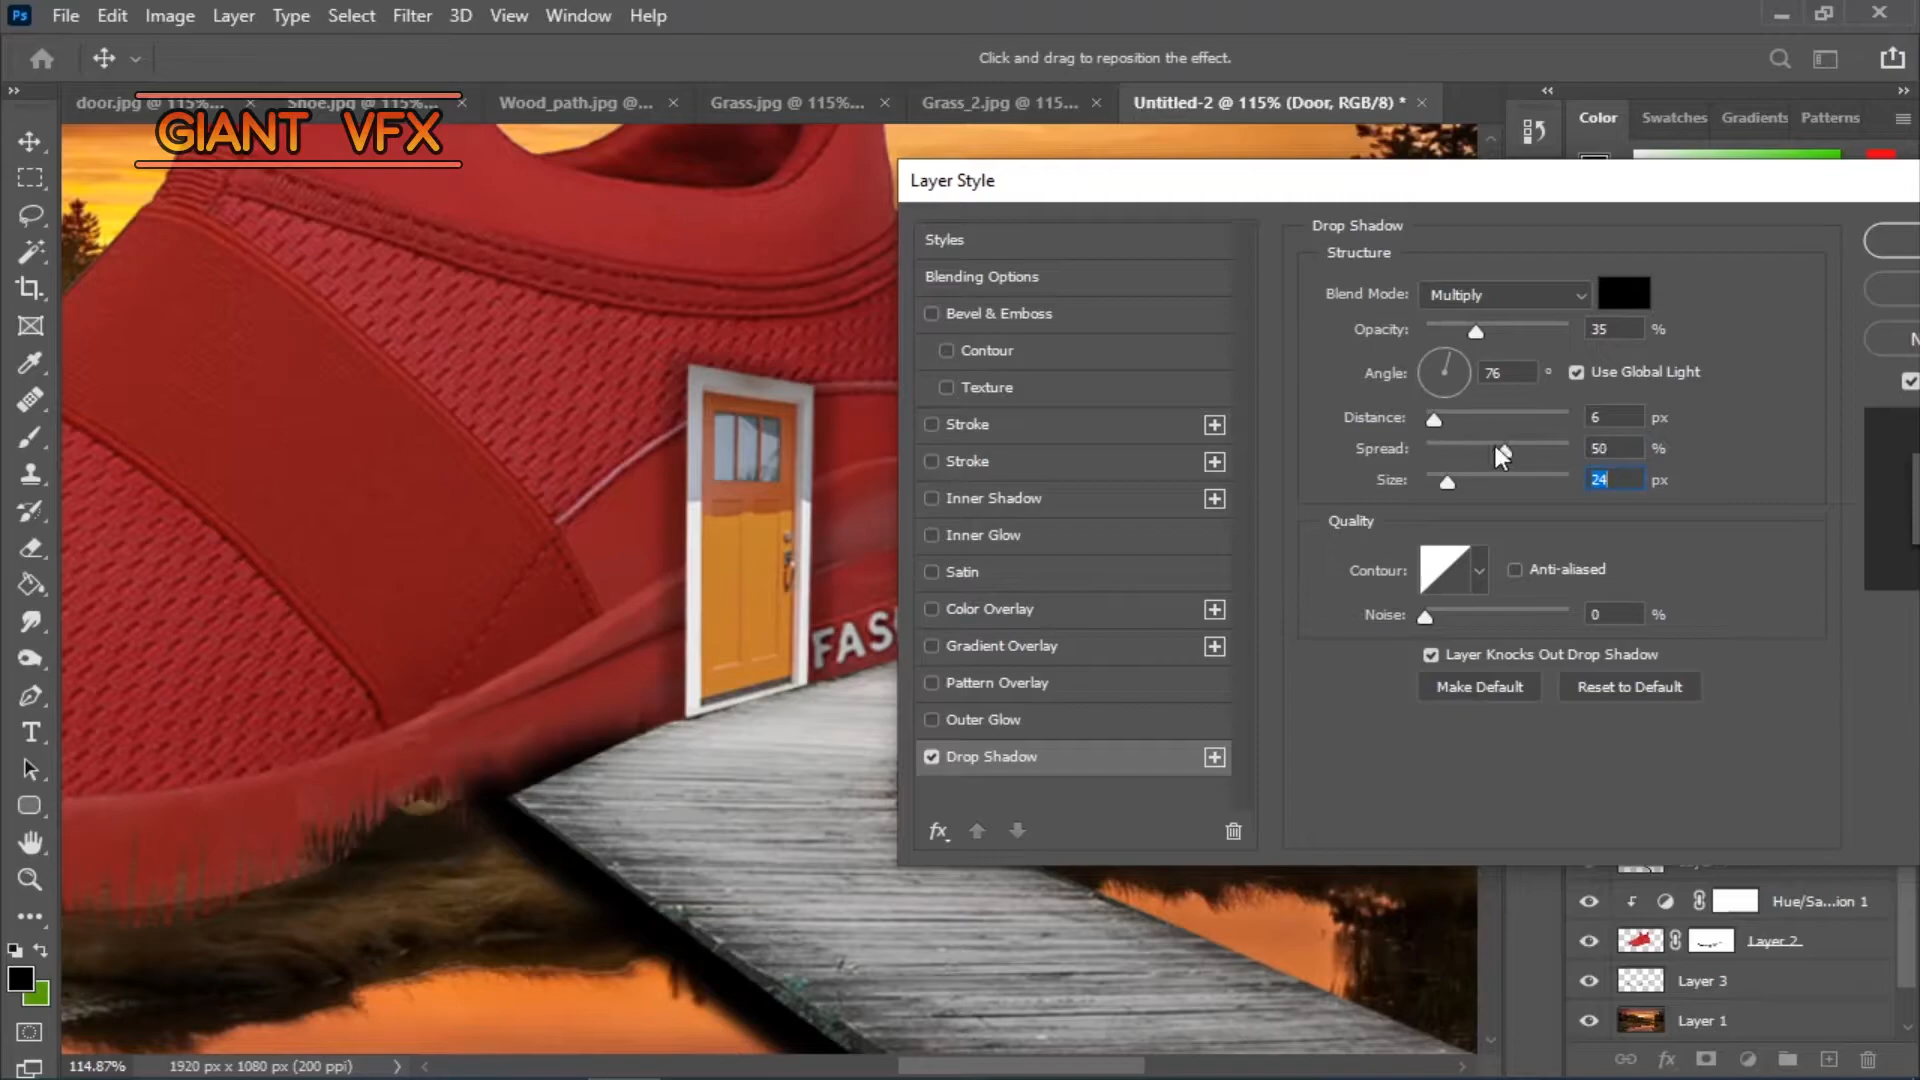 Ps File Edit Image Layer Type Select Filter 3D View Window Help
Click and drag to reposition the effect.
door.jpg @ 115%... Shoe.jpg @ 115%... Wood_path.jpg @... Grass.jpg @ 115%... Grass_2.jpg @ 115... Untitled-2 @ 115% (Door, RGB/8) *
GIANT VFX
Color Swatches Gradients Patterns
Layer Style
Styles
Blending Options
Bevel & Emboss
Contour
Texture
Stroke
Stroke
Inner Shadow
Inner Glow
Satin
Color Overlay
Gradient Overlay
Pattern Overlay
Outer Glow
Drop Shadow
fx
Drop Shadow
Structure
Blend Mode: Multiply
Opacity: 35 %
Angle: 76 ° Use Global Light
Distance: 6 px
Spread: 50 %
Size: 24 px
Quality
Contour: Anti-aliased
Noise: 0 %
Layer Knocks Out Drop Shadow
Make Default Reset to Default
N
FAS
Hue/Sa...ion 1
Layer 2
Layer 3
Layer 1
fx
T
114.87% 1920 px x 1080 px (200 ppi)